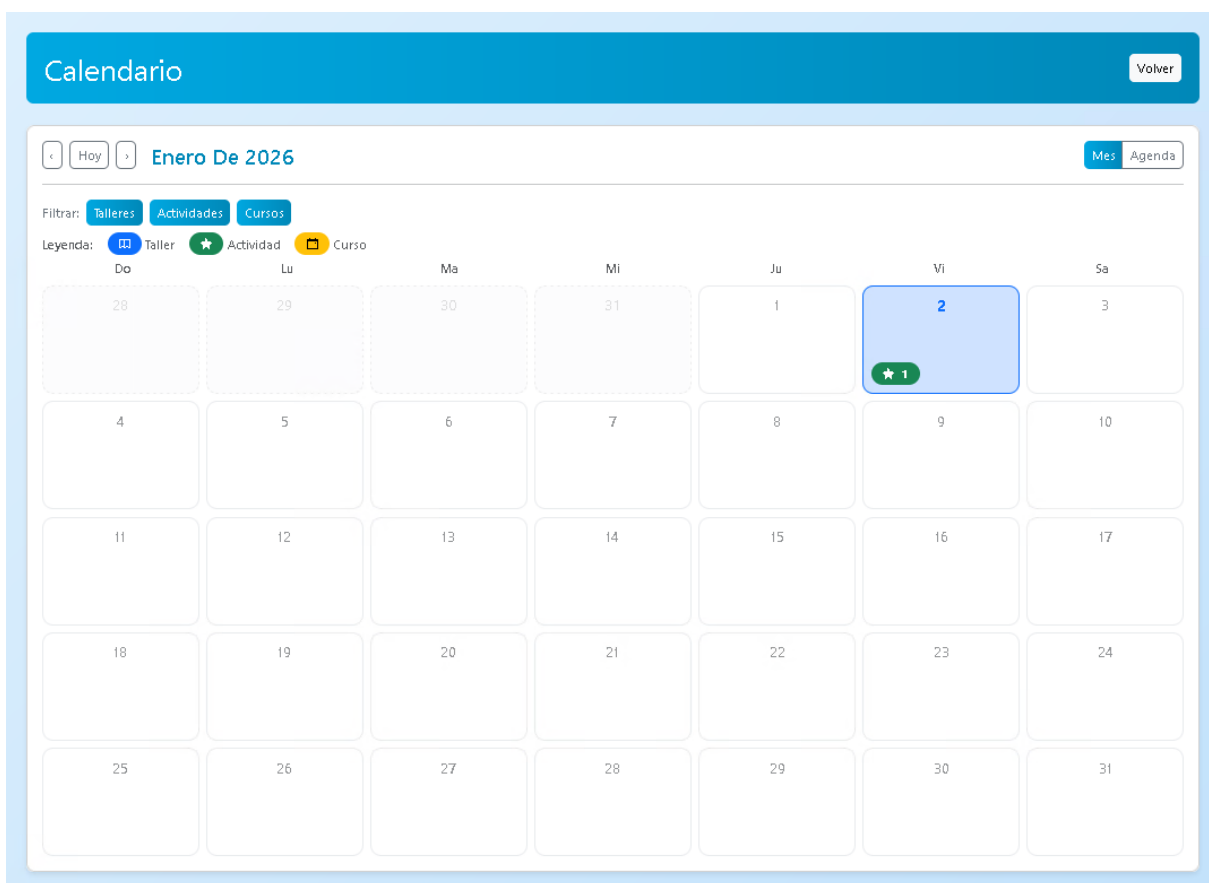 Calendario Volver
‹ Hoy › Enero De 2026 Mes Agenda
Filtrar: Talleres Actividades Cursos
Leyenda: Taller Actividad Curso
Do Lu Ma Mi Ju Vi Sa
28 29 30 31 1 2 3
1
4 5 6 7 8 9 10
11 12 13 14 15 16 17
18 19 20 21 22 23 24
25 26 27 28 29 30 31